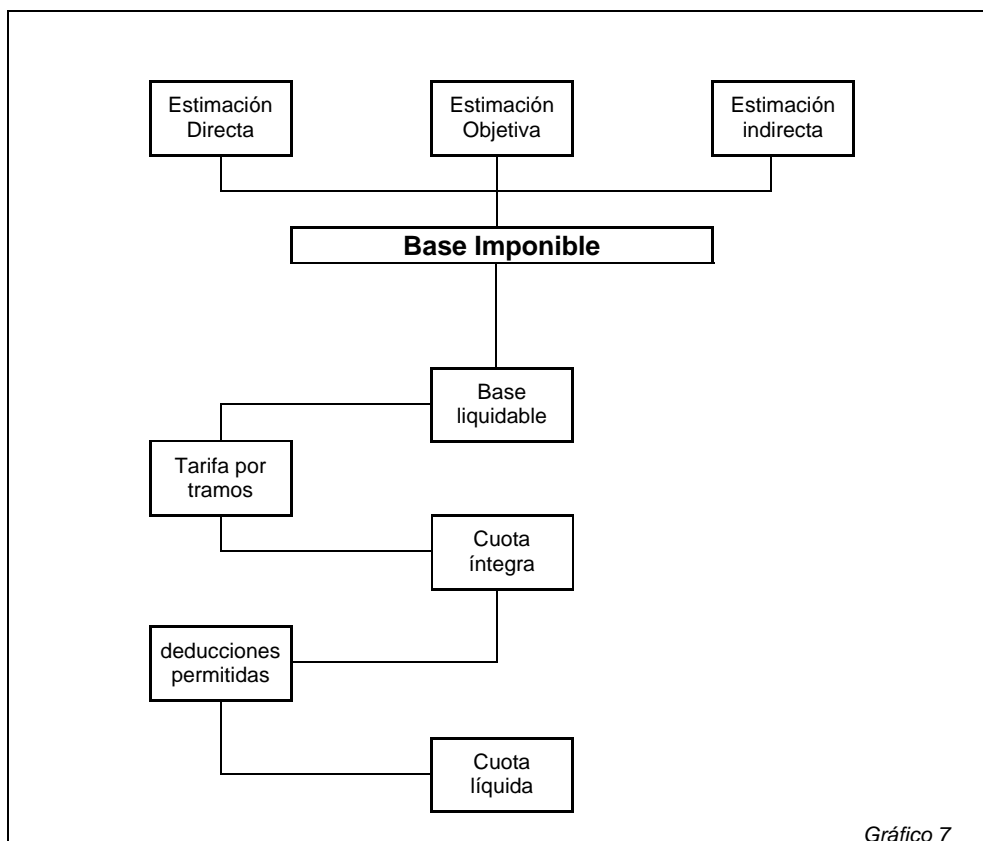 Estimación
Directa
Estimación
Objetiva
Estimación
indirecta
Base Imponible
Base
liquidable
Tarifa por
tramos
Cuota
íntegra
deducciones
permitidas
Cuota
líquida
Gráfico 7